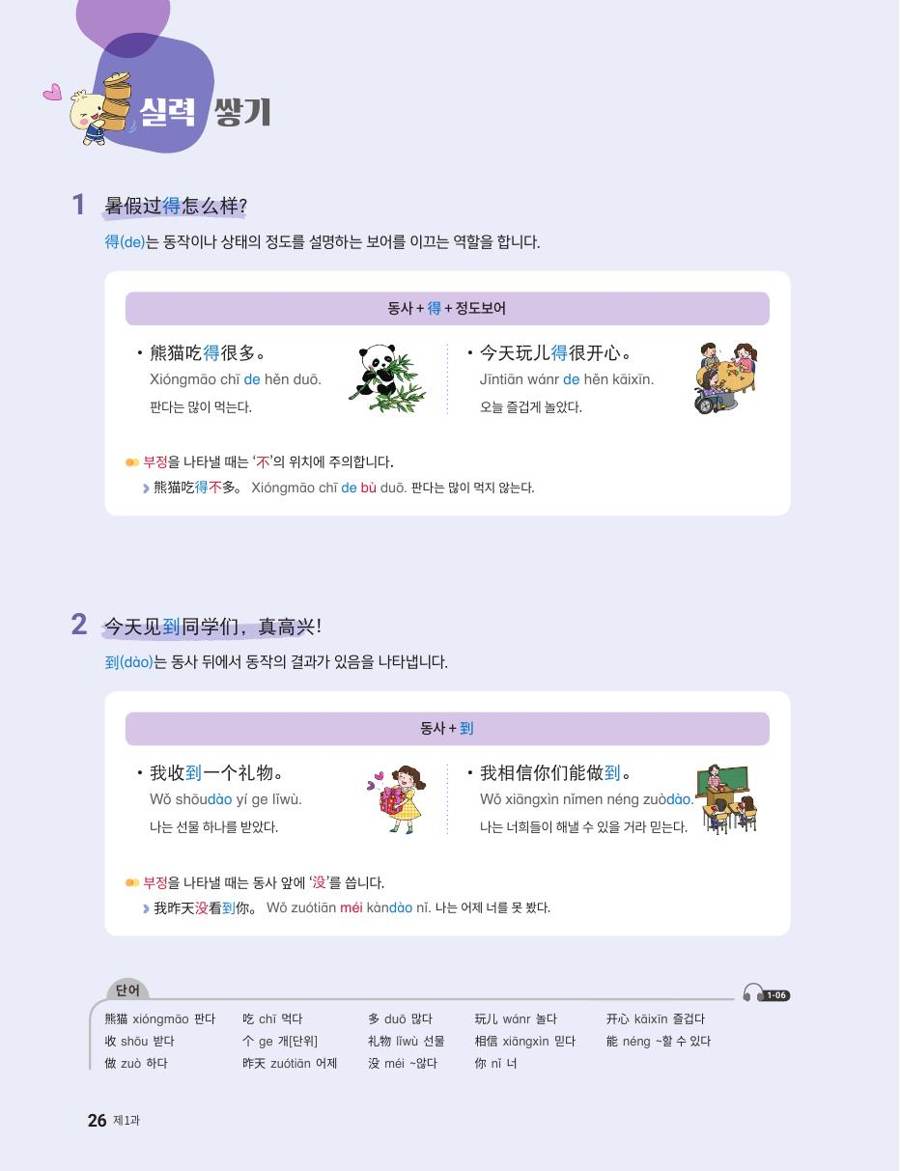 실력 쌓기
1 暑假过得怎么样?
得(de)는 동작이나 상태의 정도를 설명하는 보어를 이끄는 역할을 합니다.
동사 + 得 + 정도보어
• 熊猫吃得很多。
Xióngmāo chī de hěn duō.
판다는 많이 먹는다.
• 今天玩儿得很开心。
Jīntiān wánr de hěn kāixīn.
오늘 즐겁게 놀았다.
부정을 나타낼 때는 ‘不’의 위치에 주의합니다.
熊猫吃得不多。 Xióngmāo chī de bù duō. 판다는 많이 먹지 않는다.
2 今天见到同学们，真高兴!
到(dào)는 동사 뒤에서 동작의 결과가 있음을 나타냅니다.
동사 + 到
• 我收到一个礼物。
Wǒ shōudào yí ge lǐwù.
나는 선물 하나를 받았다.
• 我相信你们能做到。
Wǒ xiāngxìn nǐmen néng zuòdào.
나는 너희들이 해낼 수 있을 거라 믿는다.
부정을 나타낼 때는 동사 앞에 ‘没’를 씁니다.
我昨天没看到你。 Wǒ zuótiān méi kàndào nǐ. 나는 어제 너를 못 봤다.
단어
1-06
熊猫 xióngmāo 판다 吃 chī 먹다 多 duō 많다 玩儿 wánr 놀다 开心 kāixīn 즐겁다
收 shōu 받다 个 ge 개[단위] 礼物 lǐwù 선물 相信 xiāngxìn 믿다 能 néng ~할 수 있다
做 zuò 하다 昨天 zuótiān 어제 没 méi ~않다 你 nǐ 너
26 제1과